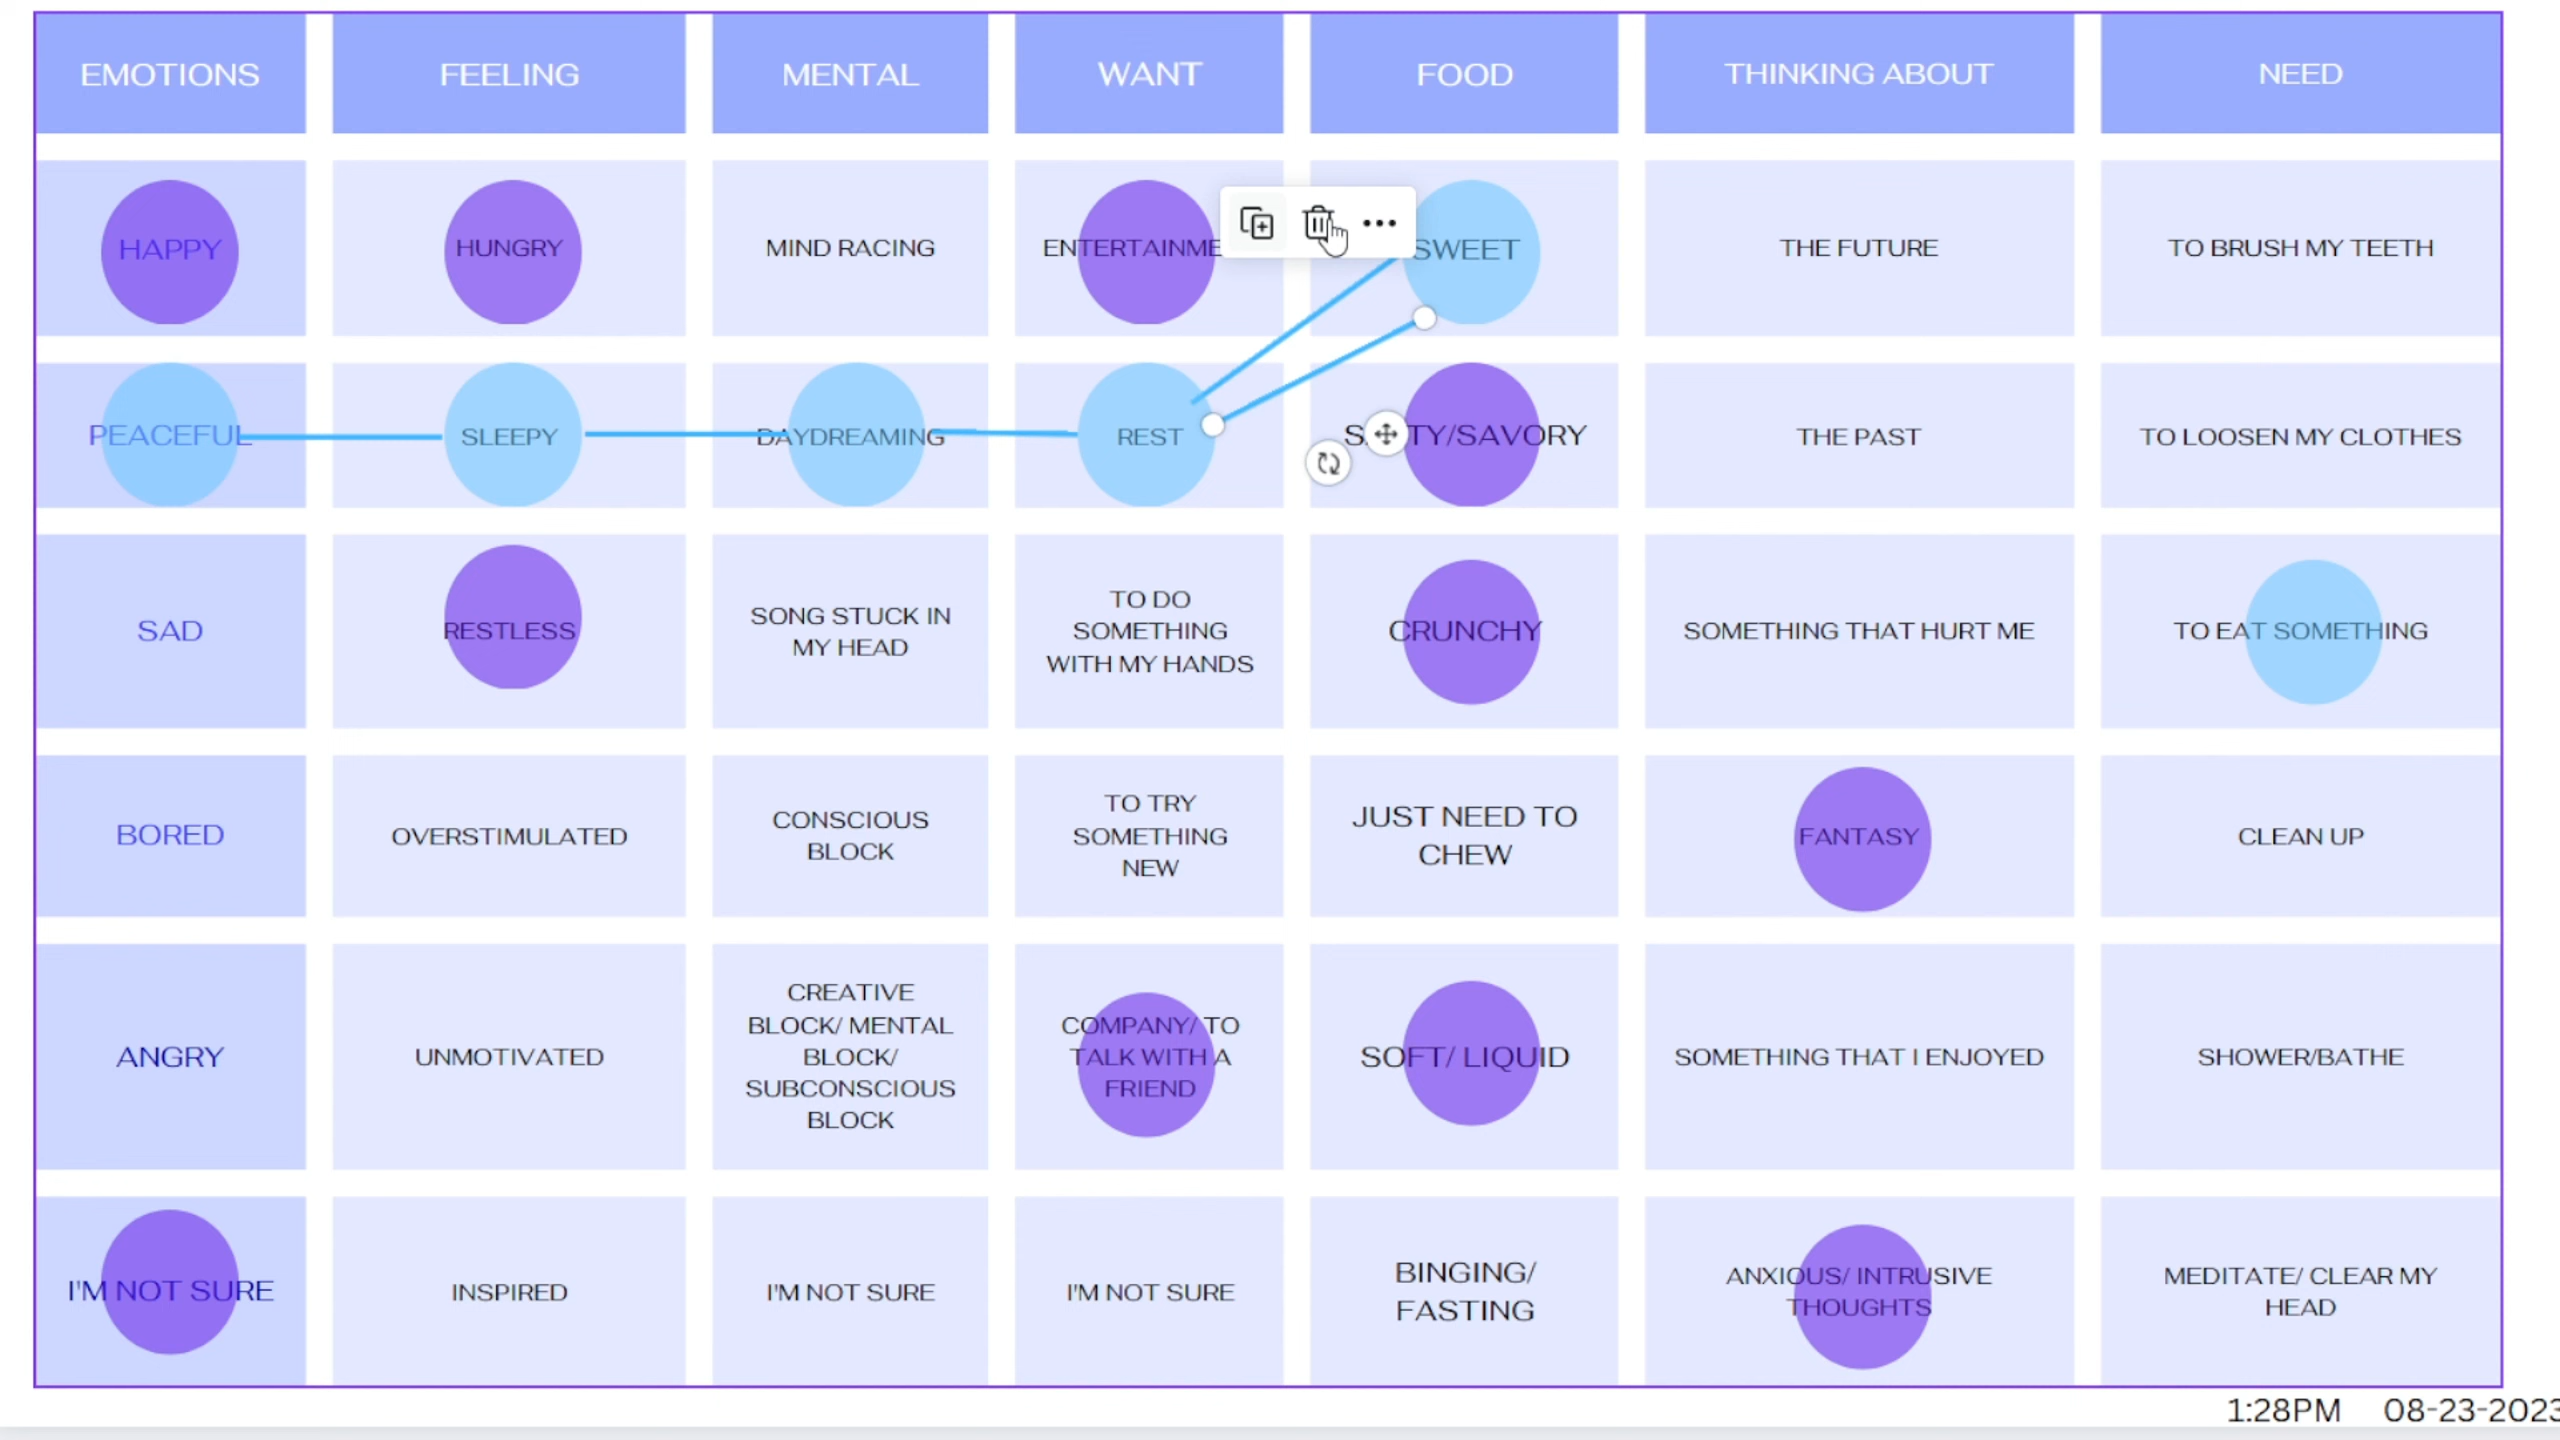 EMOTIONS FEELING MENTAL WANT FOOD THINKING ABOUT NEED
HAPPY HUNGRY MIND RACING ENTERTAINME SWEET THE FUTURE TO BRUSH MY TEETH
PEACEFUL SLEEPY DAYDREAMING REST TY/SAVORY THE PAST TO LOOSEN MY CLOTHES
SAD
RESTLESS
SONG STUCK IN
MY HEAD
TO DO
SOMETHING
WITH MY HANDS
CRUNCHY
SOMETHING THAT HURT ME
TO EAT SOMETHING
BORED
OVERSTIMULATED
CONSCIOUS
BLOCK
TO TRY
SOMETHING
NEW
JUST NEED TO
CHEW
FANTASY
CLEAN UP
ANGRY
UNMOTIVATED
CREATIVE
BLOCK/ MENTAL
BLOCK/
SUBCONSCIOUS
BLOCK
COMPANY/ TO
TALK WITH A
FRIEND
SOFT/ LIQUID
SOMETHING THAT I ENJOYED
SHOWER/BATHE
I'M NOT SURE
INSPIRED
I'M NOT SURE
I'M NOT SURE
BINGING/
FASTING
ANXIOUS/ INTRUSIVE
THOUGHTS
MEDITATE/ CLEAR MY
HEAD
1:28PM 08-23-2023